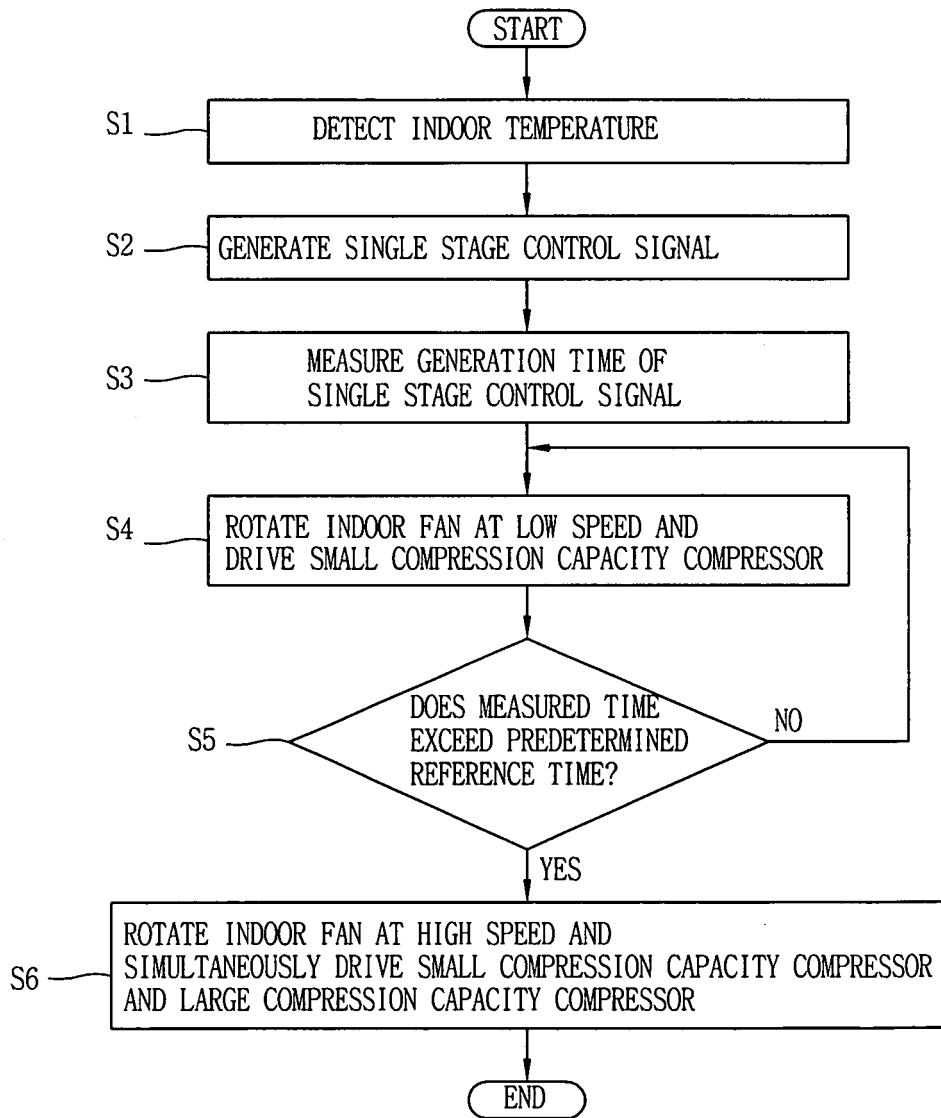 START
S1
DETECT INDOOR TEMPERATURE
S2
GENERATE SINGLE STAGE CONTROL SIGNAL
S3
MEASURE GENERATION TIME OF
SINGLE STAGE CONTROL SIGNAL
S4
ROTATE INDOOR FAN AT LOW SPEED AND
DRIVE SMALL COMPRESSION CAPACITY COMPRESSOR
S5
DOES MEASURED TIME
EXCEED PREDETERMINED
REFERENCE TIME?
NO
YES
S6
ROTATE INDOOR FAN AT HIGH SPEED AND
SIMULTANEOUSLY DRIVE SMALL COMPRESSION CAPACITY COMPRESSOR
AND LARGE COMPRESSION CAPACITY COMPRESSOR
END